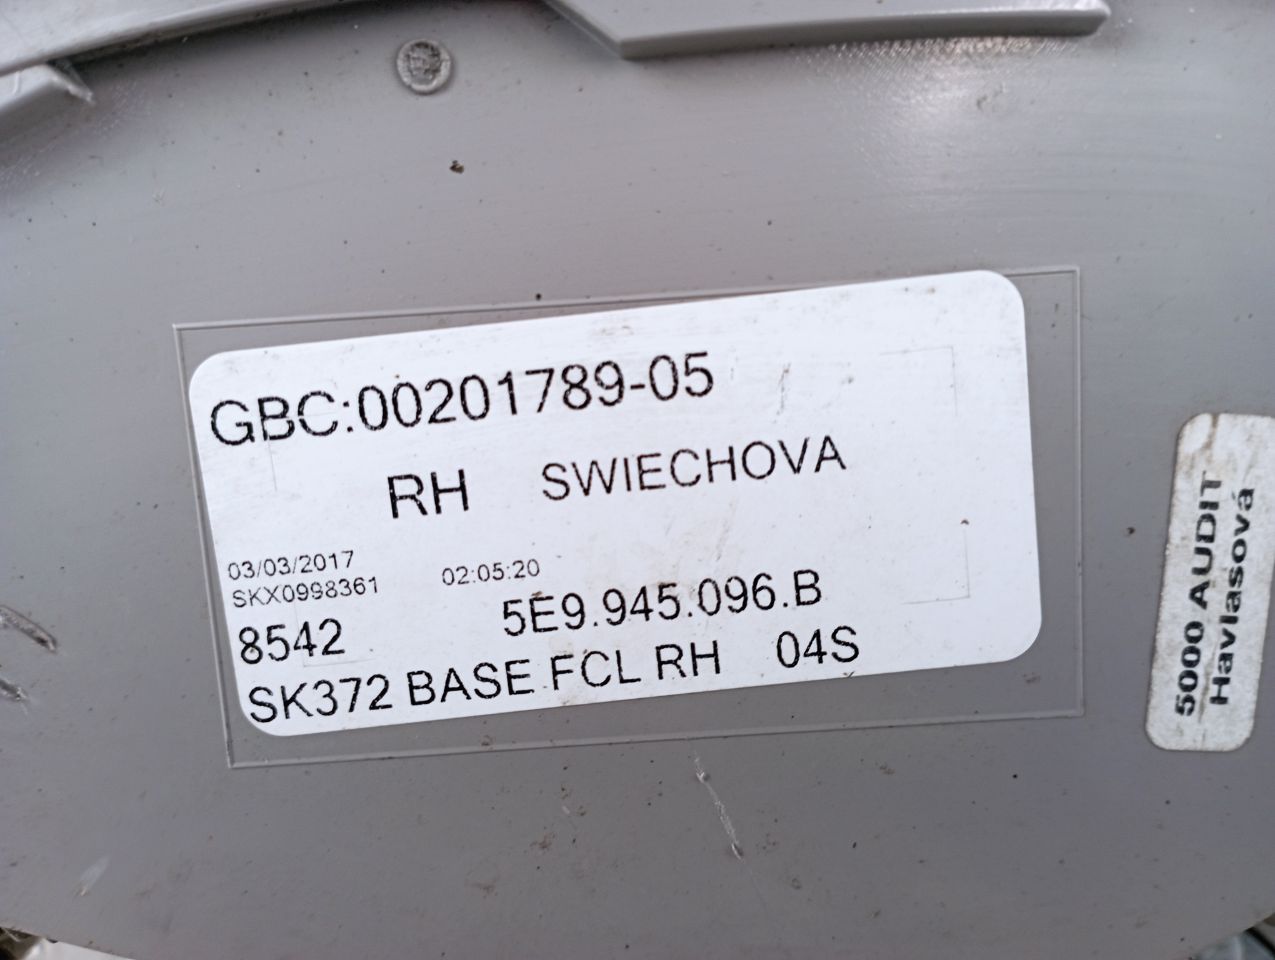 GBC:00201789-05
RH SWIECHOVA
03/03/2017 02:05:20
SKX0998361
8542 5E9.945.096.B
SK372 BASE FCL RH 04S
5000 AUDIT
Havlasová